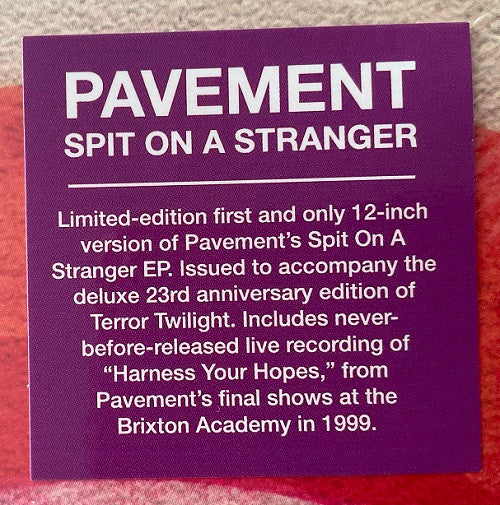 PAVEMENT
SPIT ON A STRANGER
Limited-edition first and only 12-inch
version of Pavement's Spit On A
Stranger EP. Issued to accompany the
deluxe 23rd anniversary edition of
Terror Twilight. Includes never-
before-released live recording of
“Harness Your Hopes,” from
Pavement's final shows at the
Brixton Academy in 1999.